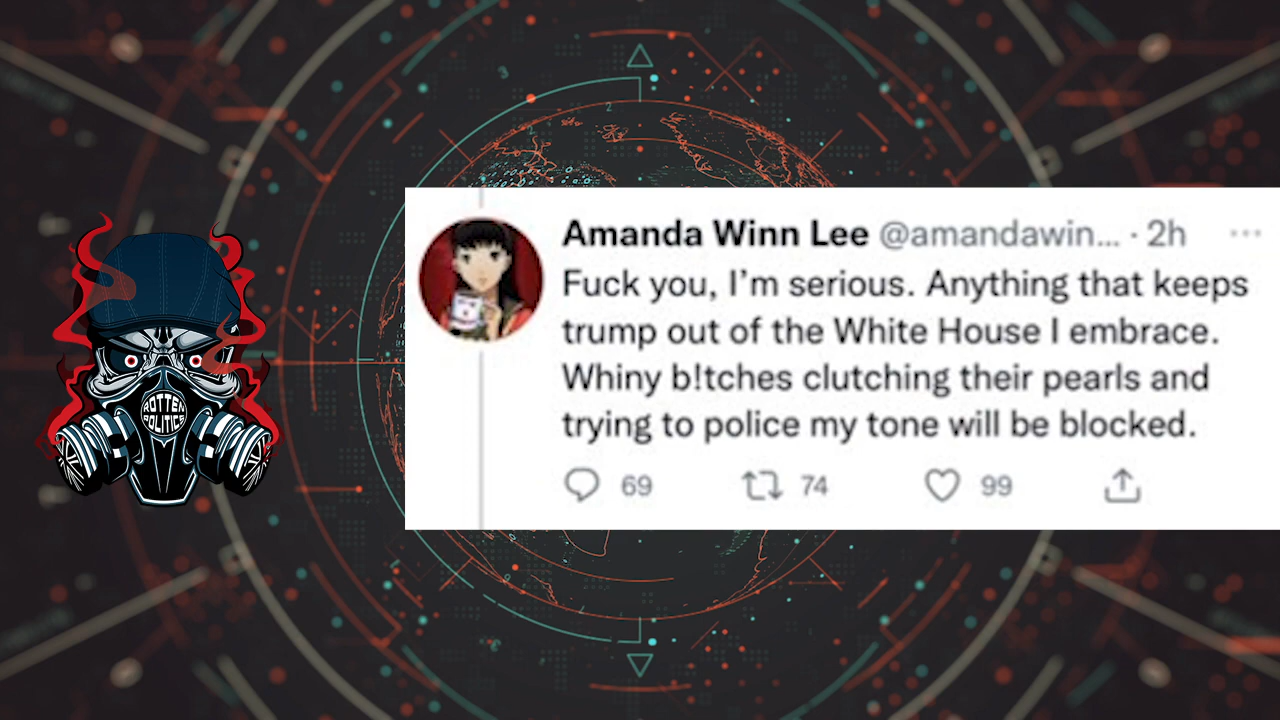 ROTTEN
POLITICS
Amanda Winn Lee @amandawin... · 2h
Fuck you, I'm serious. Anything that keeps
trump out of the White House I embrace.
Whiny b!tches clutching their pearls and
trying to police my tone will be blocked.
69 74 99